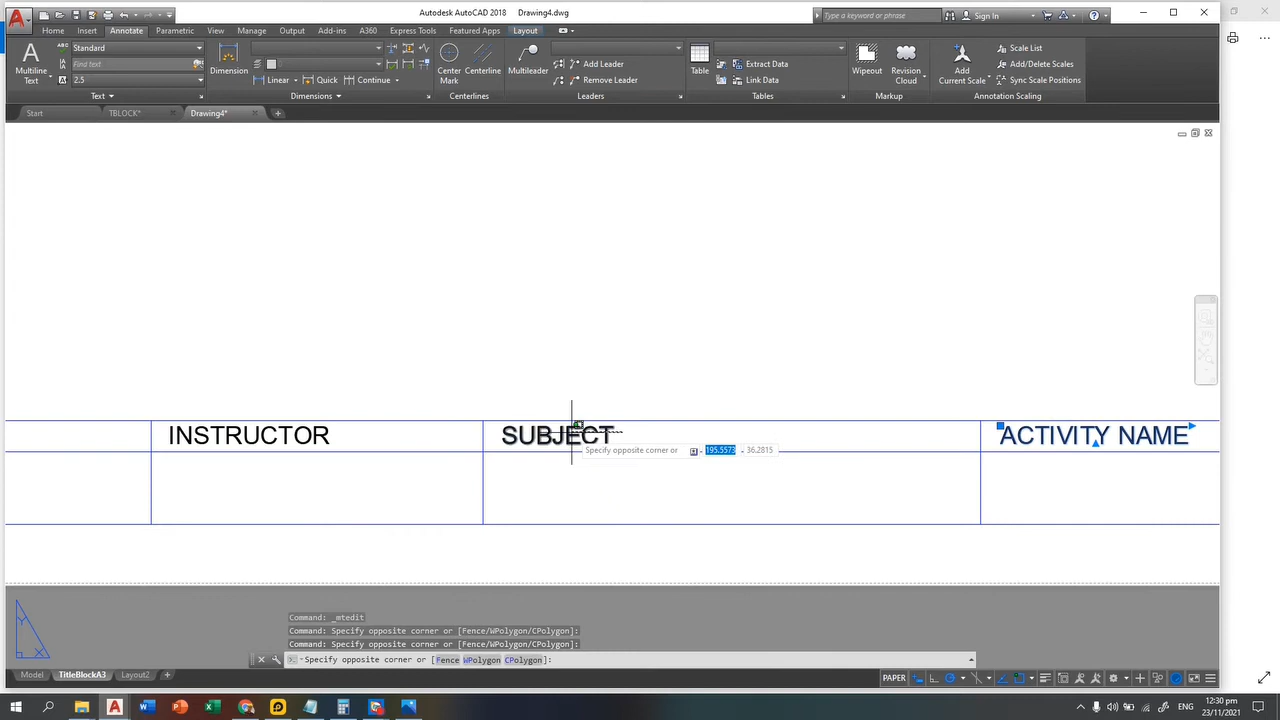 Autodesk AutoCAD 2018 Drawing4.dwg
Type a keyword or phrase
Sign In
Home Insert Annotate Parametric View Manage Output Add-ins A360 Express Tools Featured Apps Layout
Standard
Find text
2.5
Multiline
Text
Text
Dimension
0
Linear Quick Continue
Dimensions
Center
Mark
Centerline
Centerlines
Multileader
Add Leader
Remove Leader
Leaders
Table
Extract Data
Link Data
Tables
Wipeout
Revision
Cloud
Markup
Add
Current Scale
Scale List
Add/Delete Scales
Sync Scale Positions
Annotation Scaling
Start TBLOCK* Drawing4*
INSTRUCTOR SUBJECT ACTIVITY NAME
Specify opposite corner or 195.5573 36.2815
Y
X
Command: _mtedit
Command: Specify opposite corner or [Fence/WPolygon/CPolygon]:
Command: Specify opposite corner or [Fence/WPolygon/CPolygon]:
Specify opposite corner or [Fence WPolygon CPolygon]:
Model TitleBlockA3 Layout2 +
PAPER
ENG 12:30 pm
23/11/2021